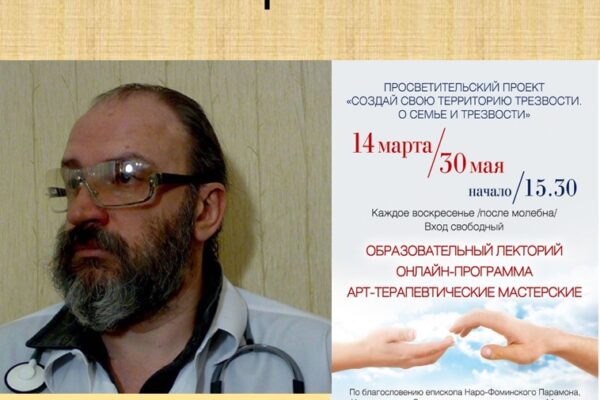 ПРОСВЕТИТЕЛЬСКИЙ ПРОЕКТ
«СОЗДАЙ СВОЮ ТЕРРИТОРИЮ ТРЕЗВОСТИ.
О СЕМЬЕ И ТРЕЗВОСТИ»
14 марта/30 мая
начало/15.30
Каждое воскресенье /после молебна/
Вход свободный
ОБРАЗОВАТЕЛЬНЫЙ ЛЕКТОРИЙ
ОНЛАЙН-ПРОГРАММА
АРТ-ТЕРАПЕВТИЧЕСКИЕ МАСТЕРСКИЕ
По благословению епископа Наро-Фоминского Парамона,